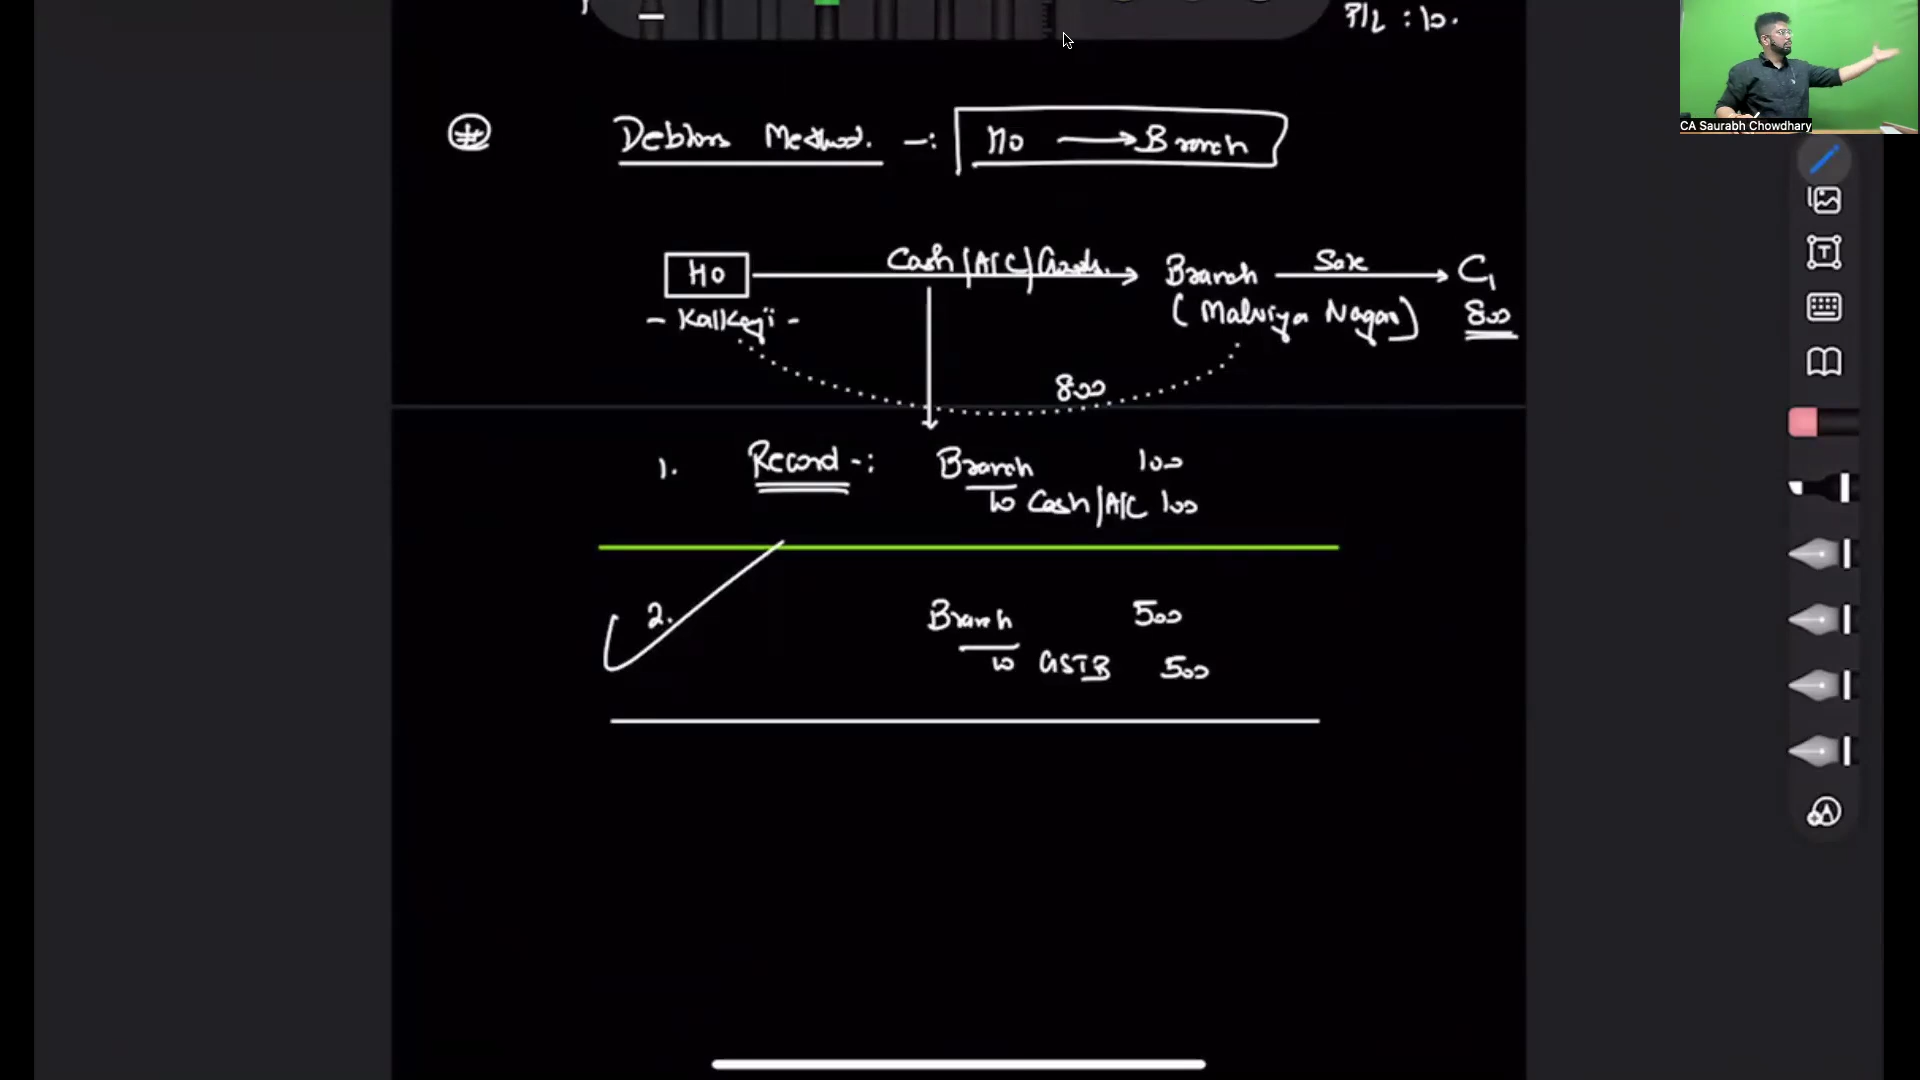 P/L : 10.
CA Saurabh Chowdhary
Debtors Method. -: HO → Branch
HO Cash/A/C/Goods. Branch Sale C1
- Kalkaji - (Malviya Nagar) 800
800
1. Record -: Branch 100
to Cash/A/C 100
2. Branch 500
to GSTB 500